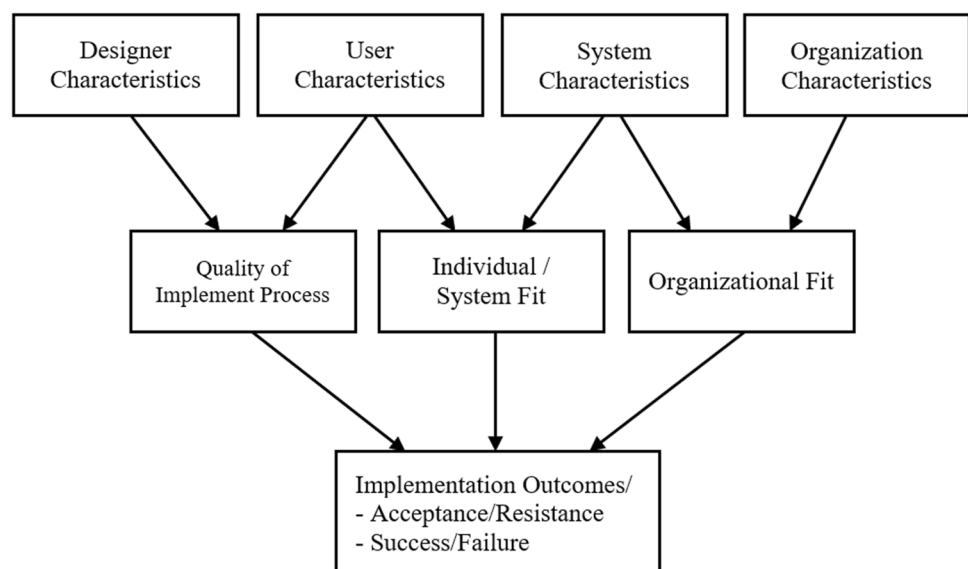 Designer
Characteristics
User
Characteristics
System
Characteristics
Organization
Characteristics
Quality of
Implement Process
Individual /
System Fit
Organizational Fit
Implementation Outcomes/
- Acceptance/Resistance
- Success/Failure